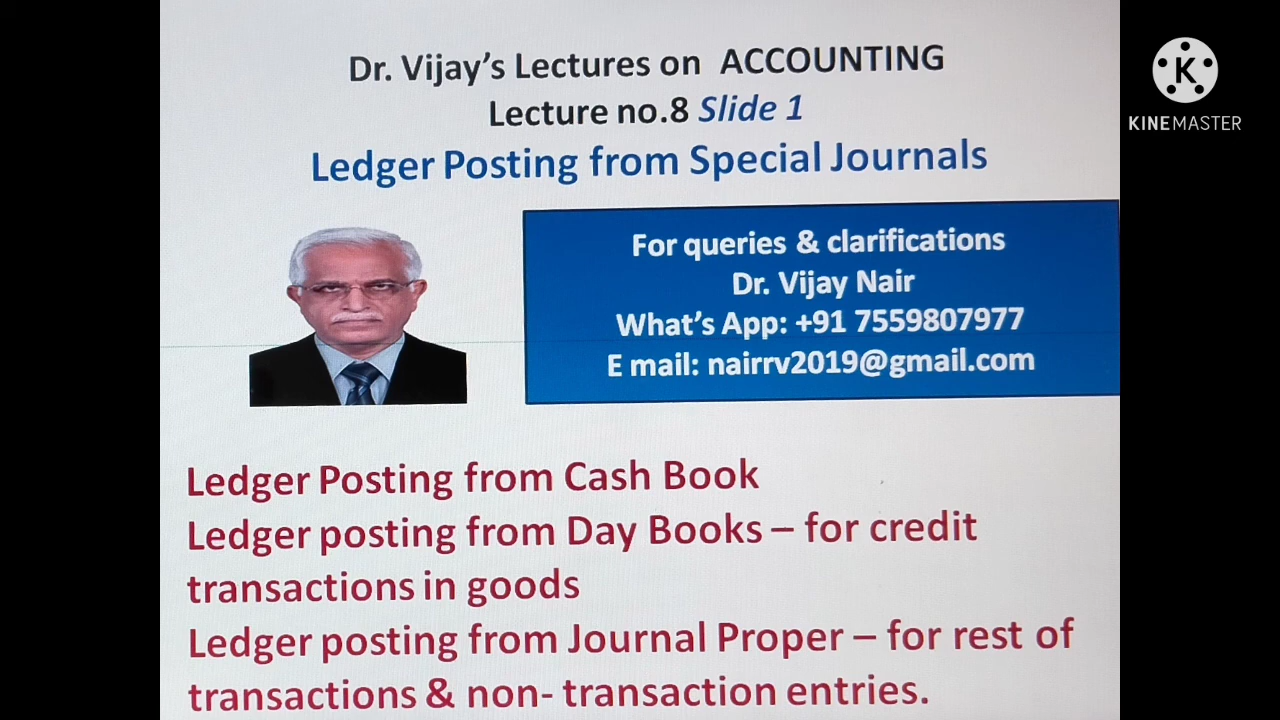 Dr. Vijay's Lectures on ACCOUNTING
Lecture no.8 Slide 1
Ledger Posting from Special Journals
For queries & clarifications
Dr. Vijay Nair
What's App: +91 7559807977
E mail: nairrv2019@gmail.com
Ledger Posting from Cash Book
Ledger posting from Day Books – for credit
transactions in goods
Ledger posting from Journal Proper – for rest of
transactions & non- transaction entries.
K
KINEMASTER